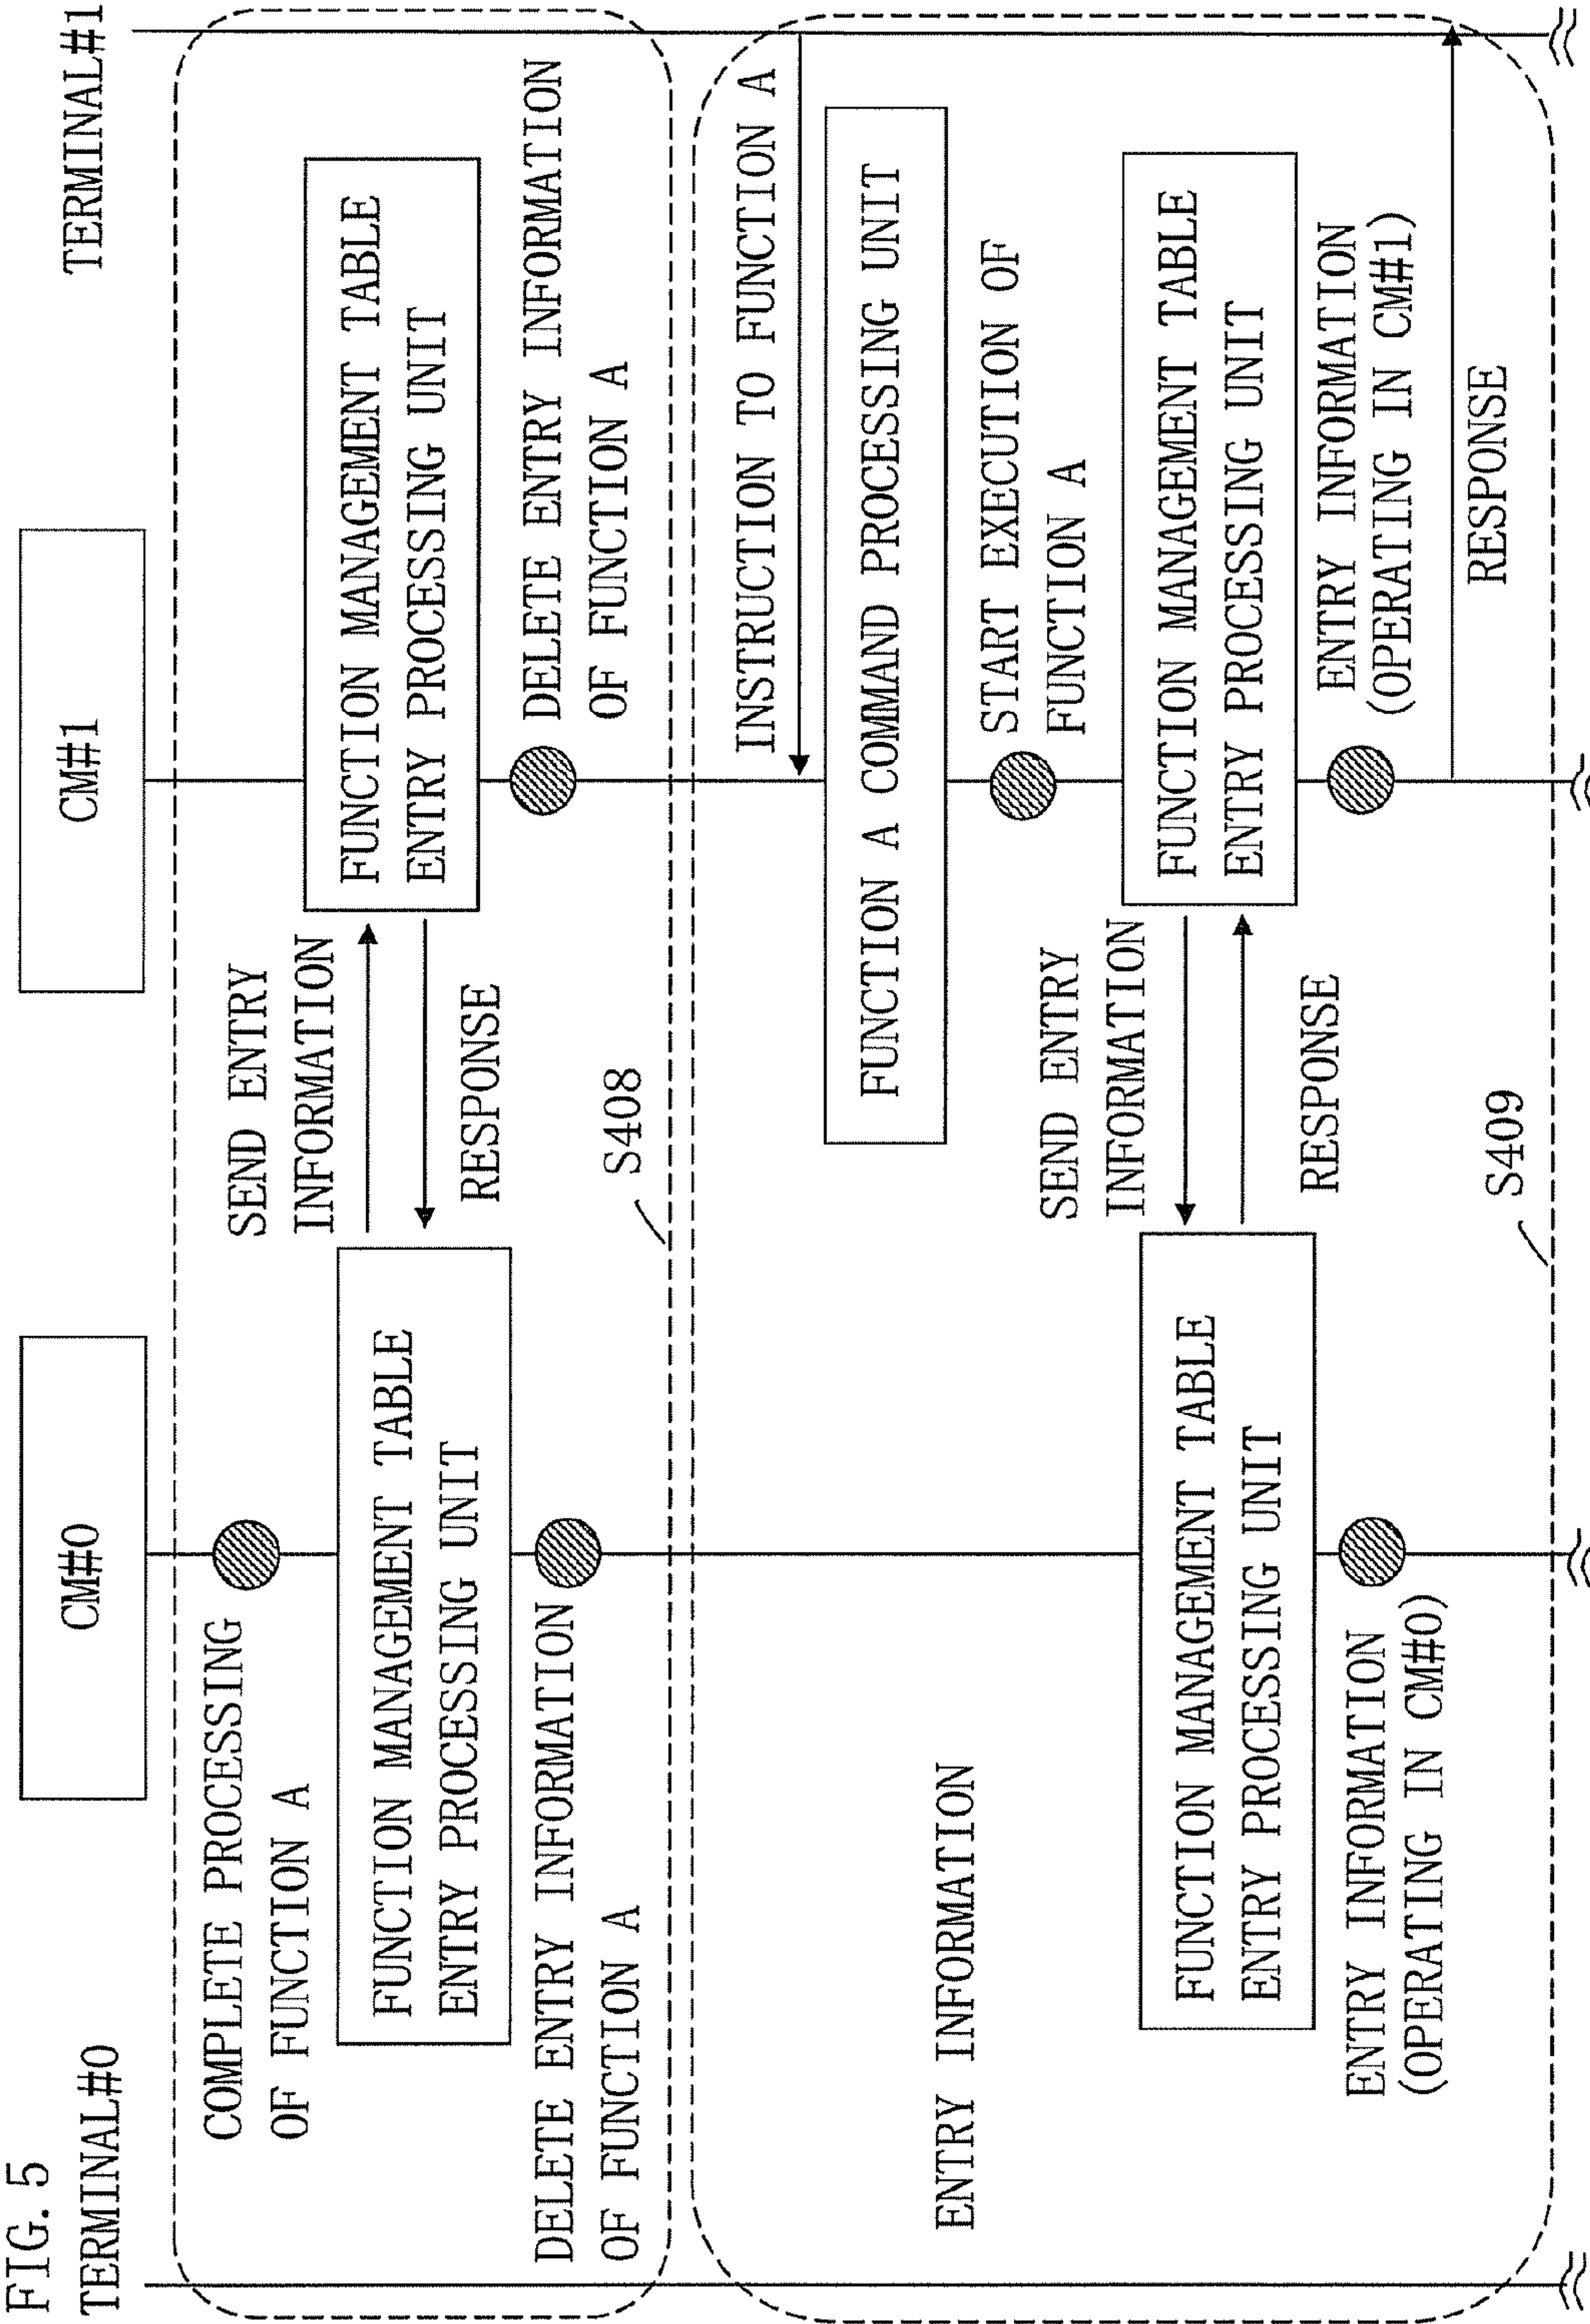 FIG. 5
TERMINAL#0
CM#0
CM#1
TERMINAL#1
COMPLETE PROCESSING
OF FUNCTION A
SEND ENTRY
INFORMATION
FUNCTION MANAGEMENT TABLE
ENTRY PROCESSING UNIT
FUNCTION MANAGEMENT TABLE
ENTRY PROCESSING UNIT
RESPONSE
DELETE ENTRY INFORMATION
OF FUNCTION A
DELETE ENTRY INFORMATION
OF FUNCTION A
S408
INSTRUCTION TO FUNCTION A
FUNCTION A COMMAND PROCESSING UNIT
ENTRY INFORMATION
START EXECUTION OF
FUNCTION A
SEND ENTRY
INFORMATION
FUNCTION MANAGEMENT TABLE
ENTRY PROCESSING UNIT
FUNCTION MANAGEMENT TABLE
ENTRY PROCESSING UNIT
RESPONSE
ENTRY INFORMATION
(OPERATING IN CM#0)
ENTRY INFORMATION
(OPERATING IN CM#1)
RESPONSE
S409